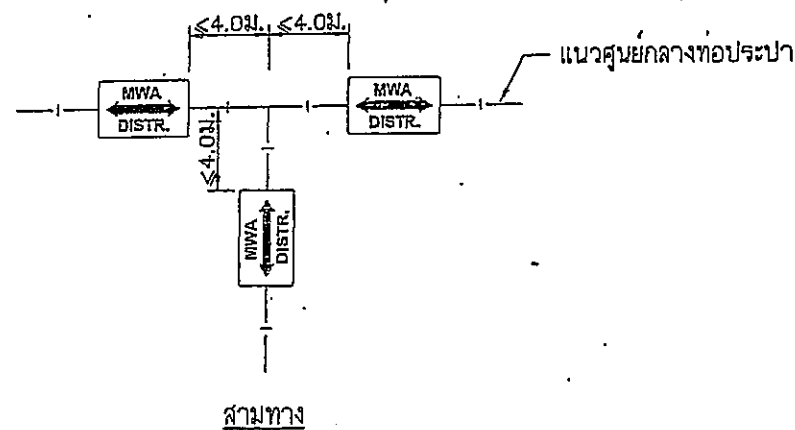 ≤4.0ม. ≤4.0ม.
แนวศูนย์กลางท่อประปา
MWA
DISTR.
MWA
DISTR.
≤4.0ม.
MWA
DISTR.
สามทาง